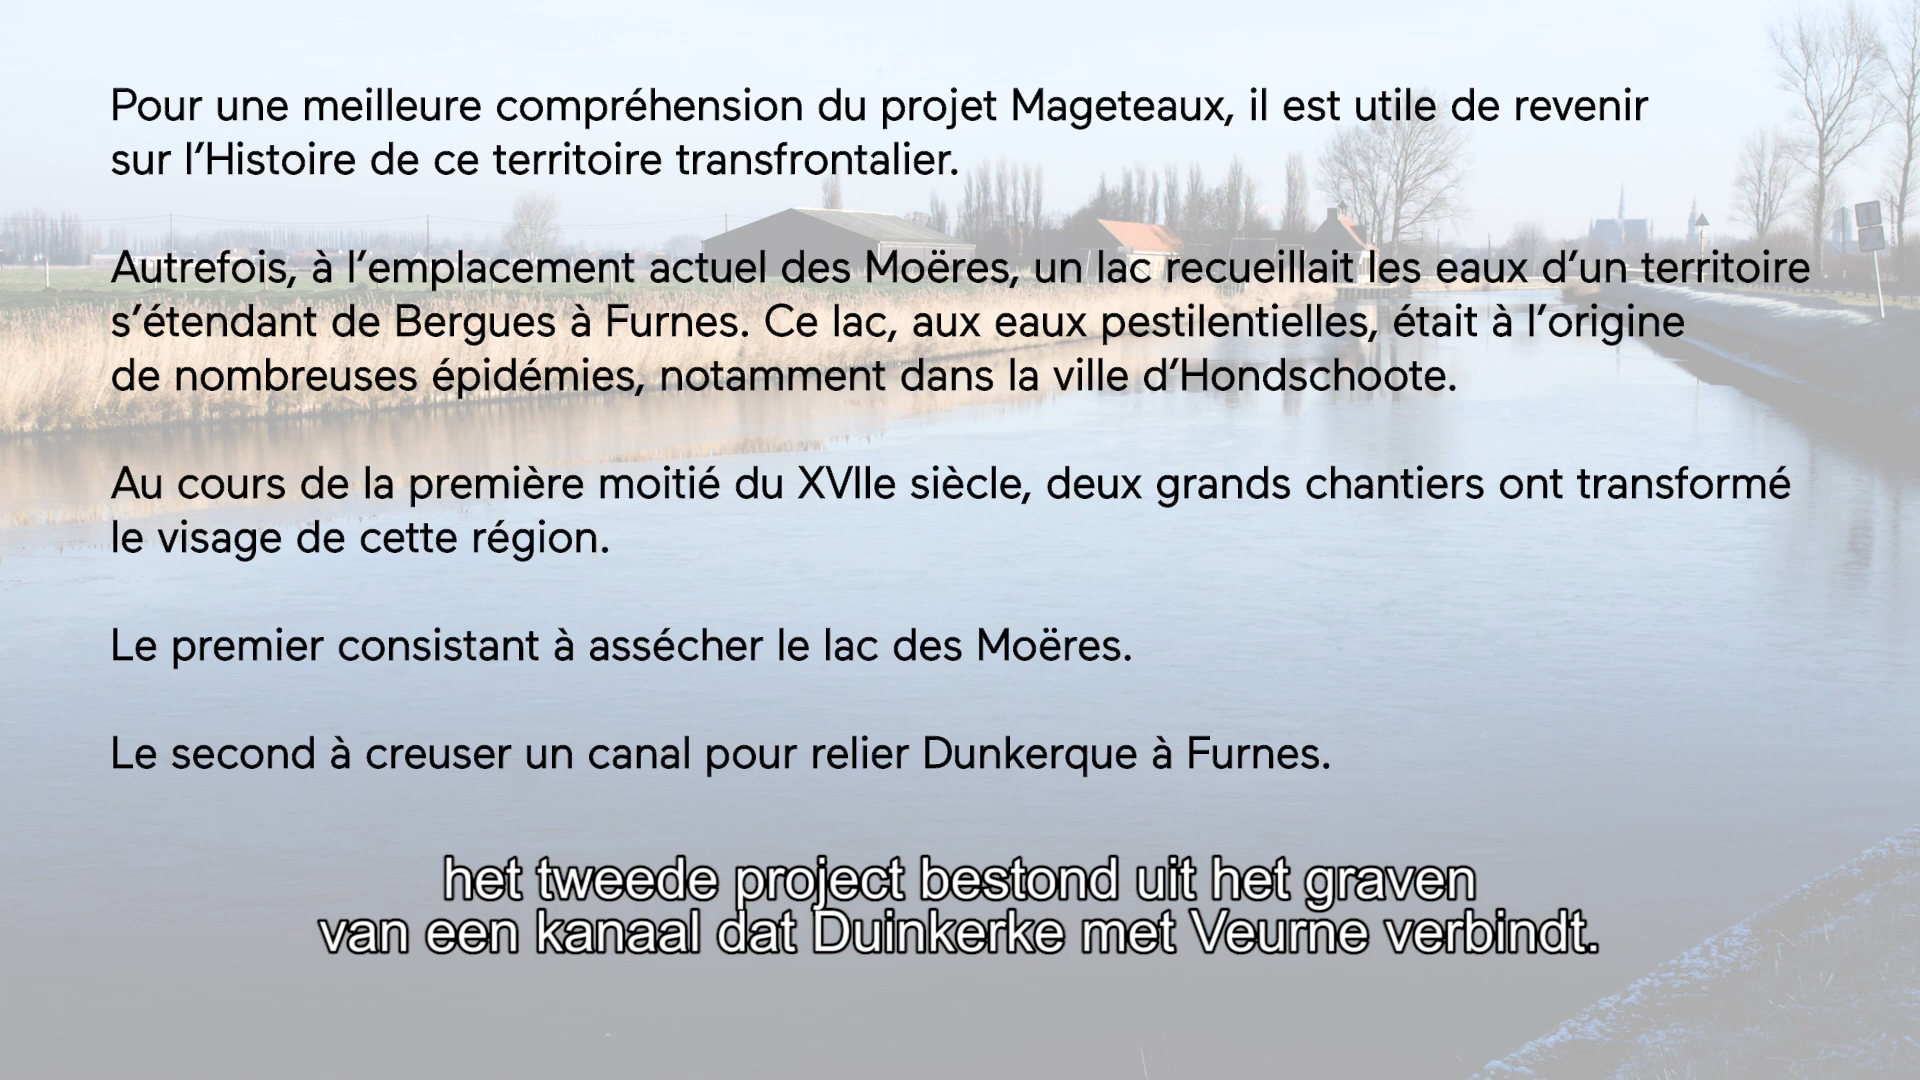 Pour une meilleure compréhension du projet Mageteaux, il est utile de revenir
sur l’Histoire de ce territoire transfrontalier.
Autrefois, à l’emplacement actuel des Moëres, un lac recueillait les eaux d’un territoire
s’étendant de Bergues à Furnes. Ce lac, aux eaux pestilentielles, était à l’origine
de nombreuses épidémies, notamment dans la ville d’Hondschoote.
Au cours de la première moitié du XVIIe siècle, deux grands chantiers ont transformé
le visage de cette région.
Le premier consistant à assécher le lac des Moëres.
Le second à creuser un canal pour relier Dunkerque à Furnes.
het tweede project bestond uit het graven
van een kanaal dat Duinkerke met Veurne verbindt.